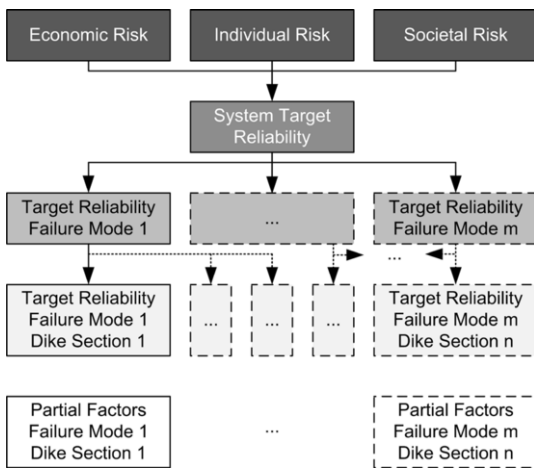 Economic Risk
Individual Risk
Societal Risk
System Target
Reliability
Target Reliability
Failure Mode 1
...
Target Reliability
Failure Mode m
...
Target Reliability
Failure Mode 1
Dike Section 1
...
...
...
Target Reliability
Failure Mode m
Dike Section n
Partial Factors
Failure Mode 1
Dike Section 1
...
Partial Factors
Failure Mode m
Dike Section n